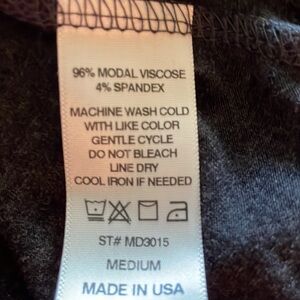 96% MODAL VISCOSE
4% SPANDEX
MACHINE WASH COLD
WITH LIKE COLOR
GENTLE CYCLE
DO NOT BLEACH
LINE DRY
COOL IRON IF NEEDED
ST# MD3015
MEDIUM
MADE IN USA